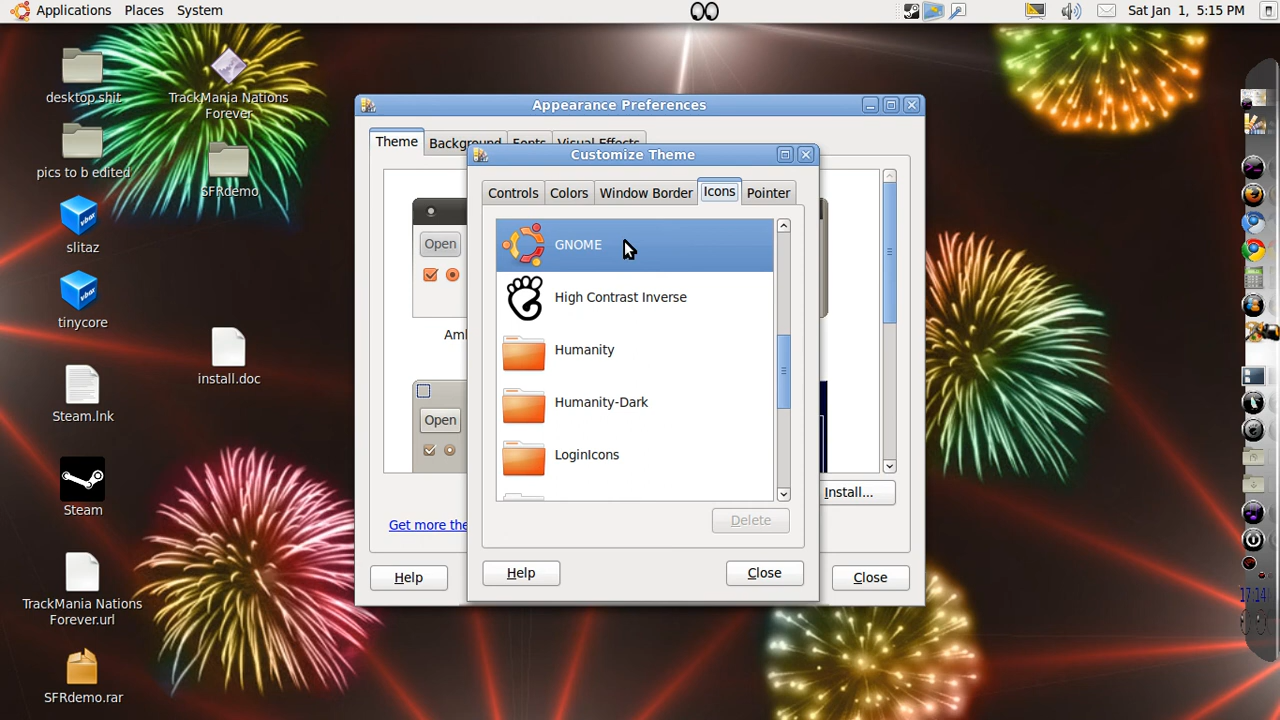 Applications Places System
Sat Jan 1, 5:15 PM
desktop shit
TrackMania Nations
Forever
pics to b edited
SFRdemo
slitaz
tinycore
install.doc
Steam.lnk
Steam
TrackMania Nations
Forever.url
SFRdemo.rar
Appearance Preferences
Theme Background Fonts Visual Effects
Open
Open
Install...
Help
Close
Customize Theme
Controls Colors Window Border Icons Pointer
GNOME
High Contrast Inverse
Humanity
Humanity-Dark
LoginIcons
Delete
Help
Close
17:14